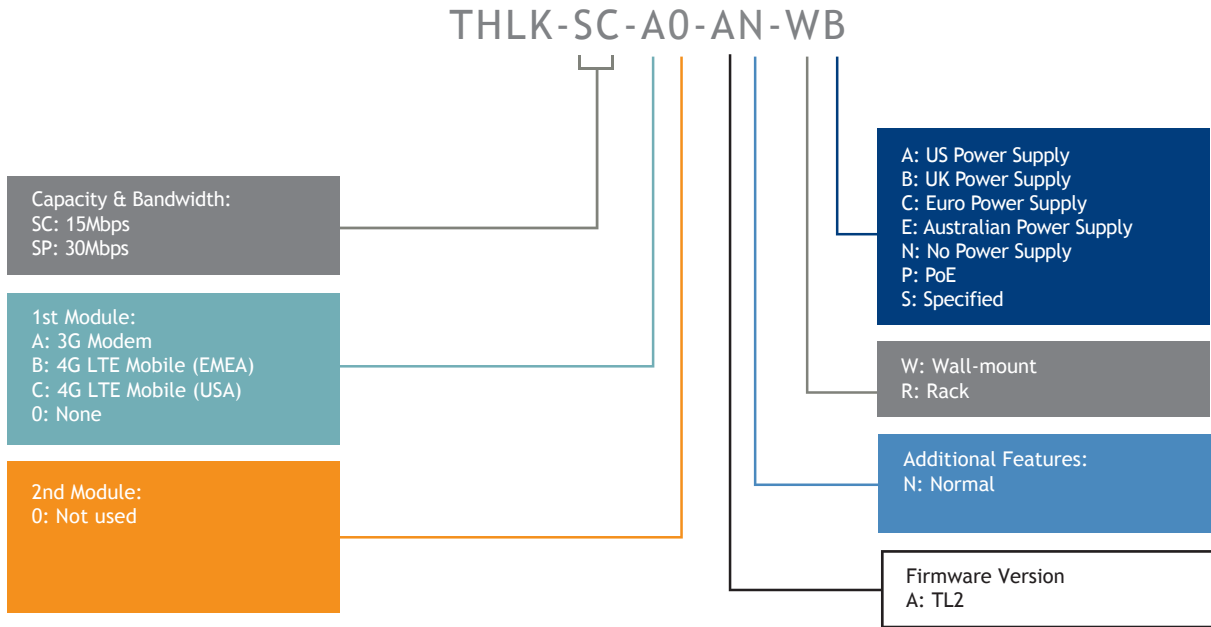 THLK-SC-A0-AN-WB
Capacity & Bandwidth:
SC: 15Mbps
SP: 30Mbps
1st Module:
A: 3G Modem
B: 4G LTE Mobile (EMEA)
C: 4G LTE Mobile (USA)
0: None
2nd Module:
0: Not used
A: US Power Supply
B: UK Power Supply
C: Euro Power Supply
E: Australian Power Supply
N: No Power Supply
P: PoE
S: Specified
W: Wall-mount
R: Rack
Additional Features:
N: Normal
Firmware Version
A: TL2